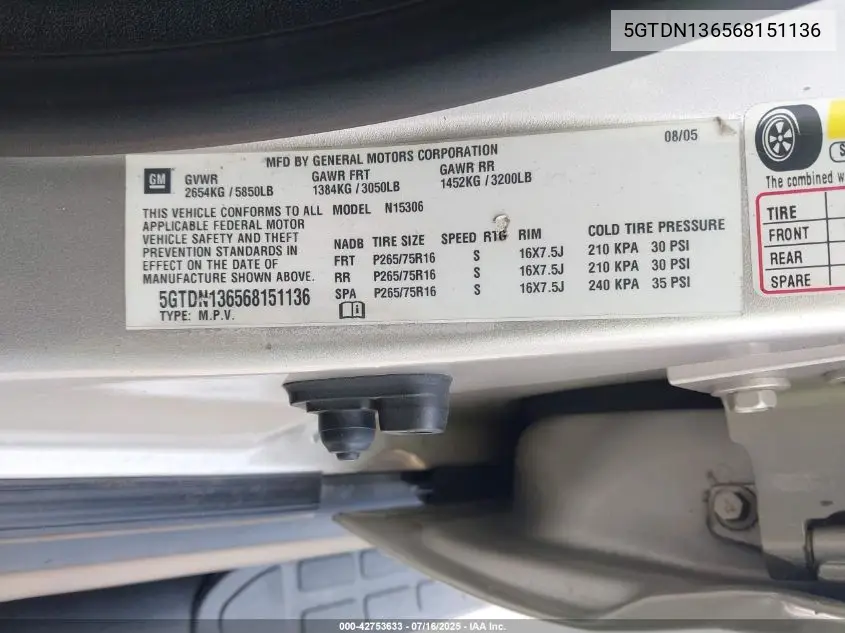 5GTDN136568151136
08/05
MFD BY GENERAL MOTORS CORPORATION
GM
GVWR GAWR FRT GAWR RR
2654KG / 5850LB 1384KG / 3050LB 1452KG / 3200LB
THIS VEHICLE CONFORMS TO ALL
APPLICABLE FEDERAL MOTOR
VEHICLE SAFETY AND THEFT
PREVENTION STANDARDS IN
EFFECT ON THE DATE OF
MANUFACTURE SHOWN ABOVE.
5GTDN136568151136
TYPE: M.P.V.
MODEL N15306
NADB TIRE SIZE SPEED RTG RIM COLD TIRE PRESSURE
FRT P265/75R16 S 16X7.5J 210 KPA 30 PSI
RR P265/75R16 S 16X7.5J 210 KPA 30 PSI
SPA P265/75R16 S 16X7.5J 240 KPA 35 PSI
The combined w
TIRE
FRONT
REAR
SPARE
000-42753633 - 07/16/2025 - IAA Inc.